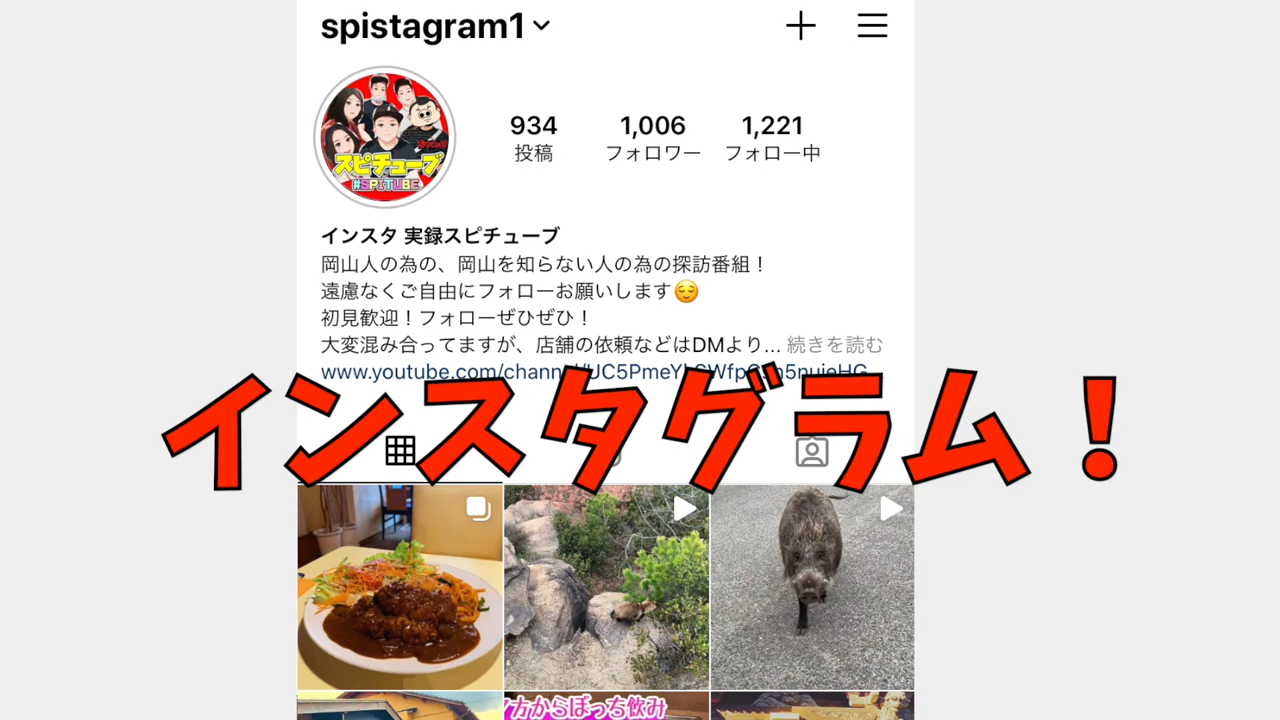 spistagram1
スピチューブ
#SPITUBE
934
1,006
1,221
投稿
フォロワー
フォロー中
インスタ 実録スピチューブ
岡山人の為の、岡山を知らない人の為の探訪番組！
遠慮なくご自由にフォローお願いします😌
初見歓迎！フォローぜひぜひ！
大変混み合ってますが、店舗の依頼などはDMより... 続きを読む
インスタグラム！
方からぼっち飲み